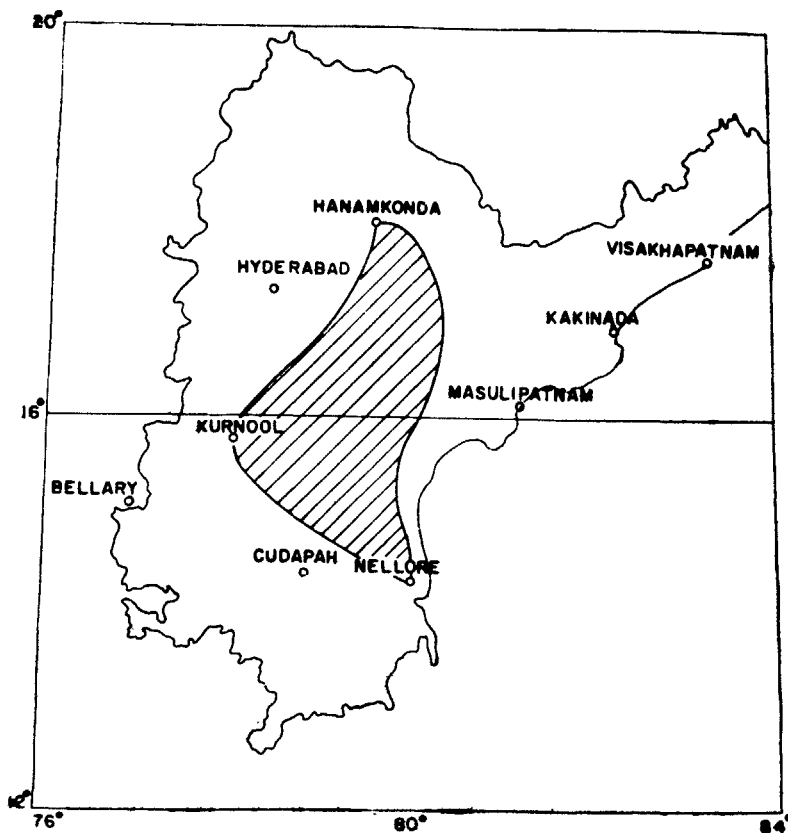 20°
HANAMKONDA
VISAKHAPATNAM
HYDERABAD
KAKINADA
MASULIPATNAM
16°
KURNOOL
BELLARY
CUDAPAH
NELLORE
12°
76°
80°
84°